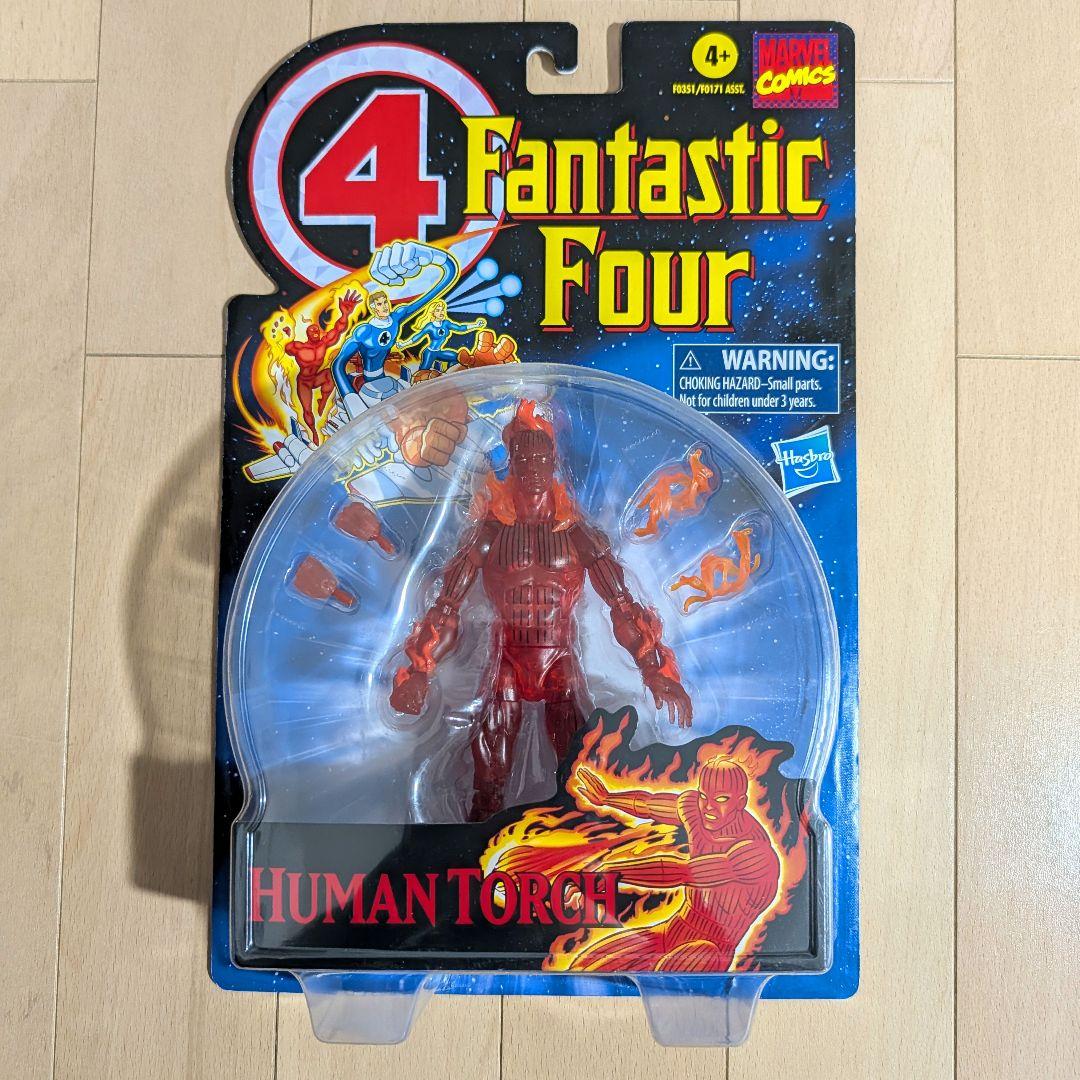 4
4+
F0351/F0171 ASST.
MARVEL
COMICS
Fantastic
Four
4
⚠ WARNING:
CHOKING HAZARD–Small parts.
Not for children under 3 years.
Hasbro
HUMAN TORCH